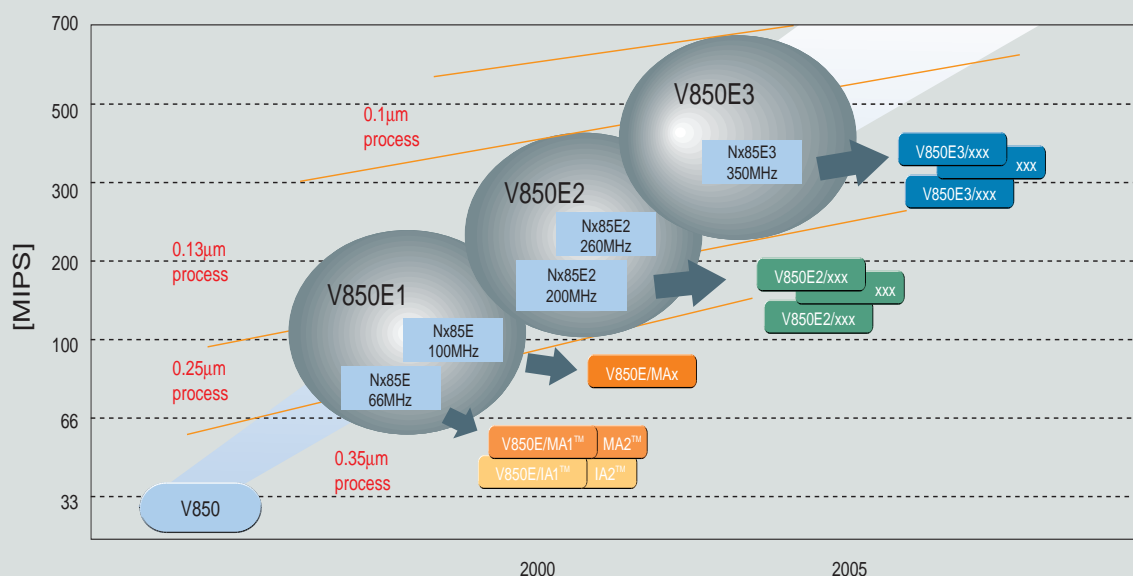 700
500
300
200
100
66
33
[MIPS]
0.1μm
process
0.13μm
process
0.25μm
process
0.35μm
process
V850E3
Nx85E3
350MHz
V850E3/xxx
xxx
V850E3/xxx
V850E2
Nx85E2
260MHz
Nx85E2
200MHz
V850E2/xxx
xxx
V850E2/xxx
V850E1
Nx85E
100MHz
Nx85E
66MHz
V850E/MAx
V850E/MA1™ MA2™
V850E/IA1™ IA2™
V850
2000
2005